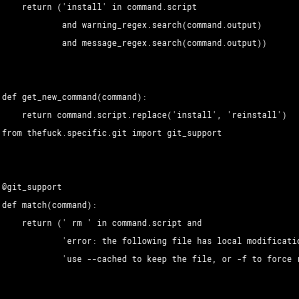 return ('install' in command.script
and warning_regex.search(command.output)
and message_regex.search(command.output))
def get_new_command(command):
return command.script.replace('install', 'reinstall')
from thefuck.specific.git import git_support
@git_support
def match(command):
return (' rm ' in command.script and
'error: the following file has local
'use --cached to keep the file, or -f to force